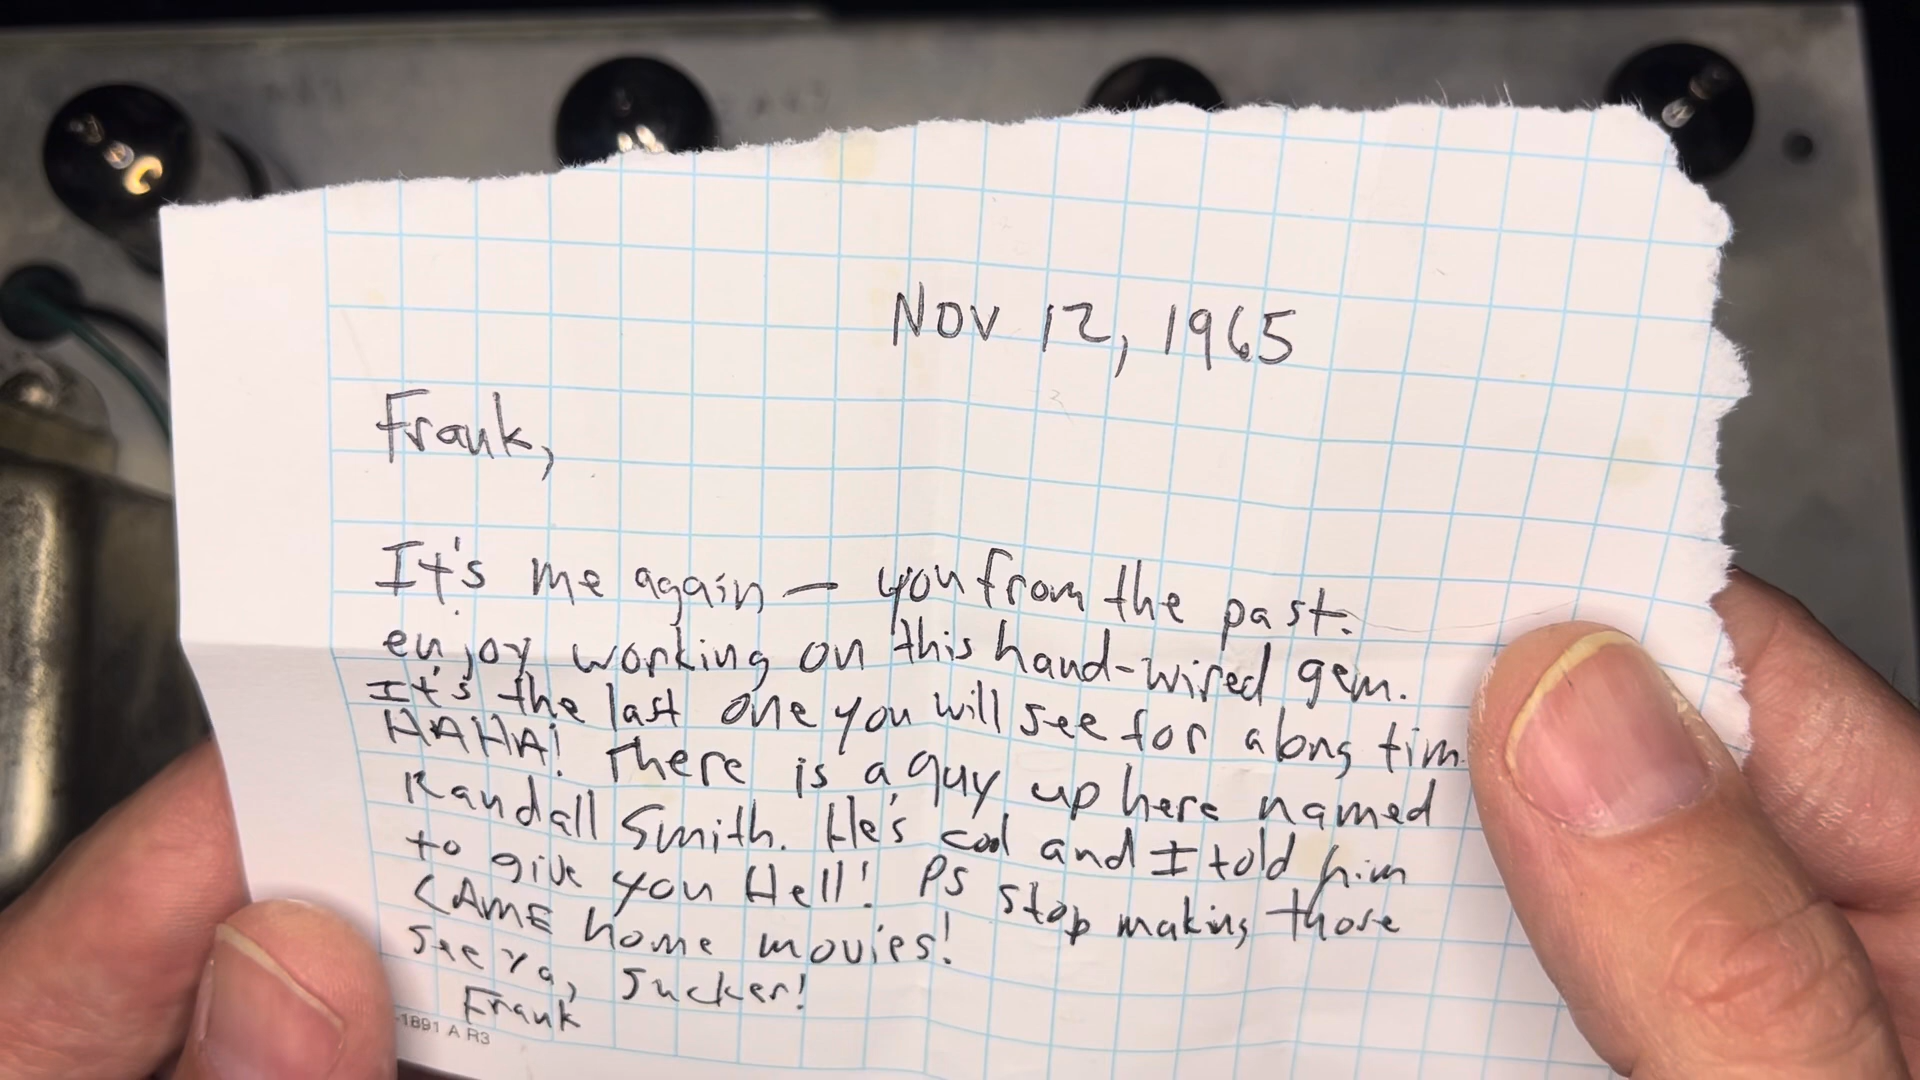 Nov 12, 1965
Frank,
It's me again — you from the past.
enjoy working on this hand-wired gem.
It's the last one you will see for along tim
HAHA! There is a guy up here named
Randall Smith. He's cool and I told him
to give you Hell! PS stop making those
LAME home movies!
See ya, Sucker!
Frank
-1891 A R3